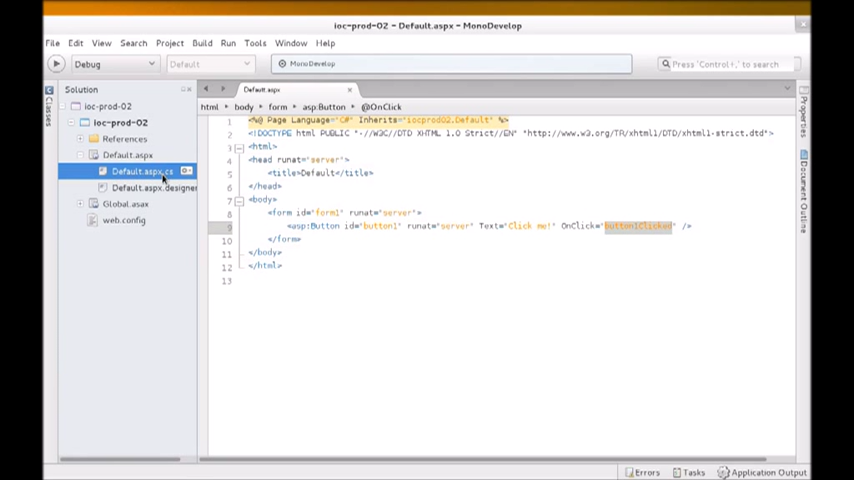 ioc-prod-02 - Default.aspx - MonoDevelop
File Edit View Search Project Build Run Tools Window Help
Debug Default MonoDevelop Press 'Control+,' to search
Classes
Solution
ioc-prod-02
ioc-prod-02
References
Default.aspx
Default.aspx.cs
Default.aspx.designer
Global.asax
web.config
Default.aspx
html body form asp:Button @OnClick
1 <%@ Page Language="C#" Inherits="iocprod02.Default" %>
2 <!DOCTYPE html PUBLIC "-//W3C//DTD XHTML 1.0 Strict//EN" "http://www.w3.org/TR/xhtml1/DTD/xhtml1-strict.dtd">
3 <html>
4 <head runat="server">
5 <title>Default</title>
6 </head>
7 <body>
8 <form id="form1" runat="server">
9 <asp:Button id="button1" runat="server" Text="Click me!" OnClick="button1Clicked" />
10 </form>
11 </body>
12 </html>
13
Properties
Document Outline
Errors Tasks Application Output